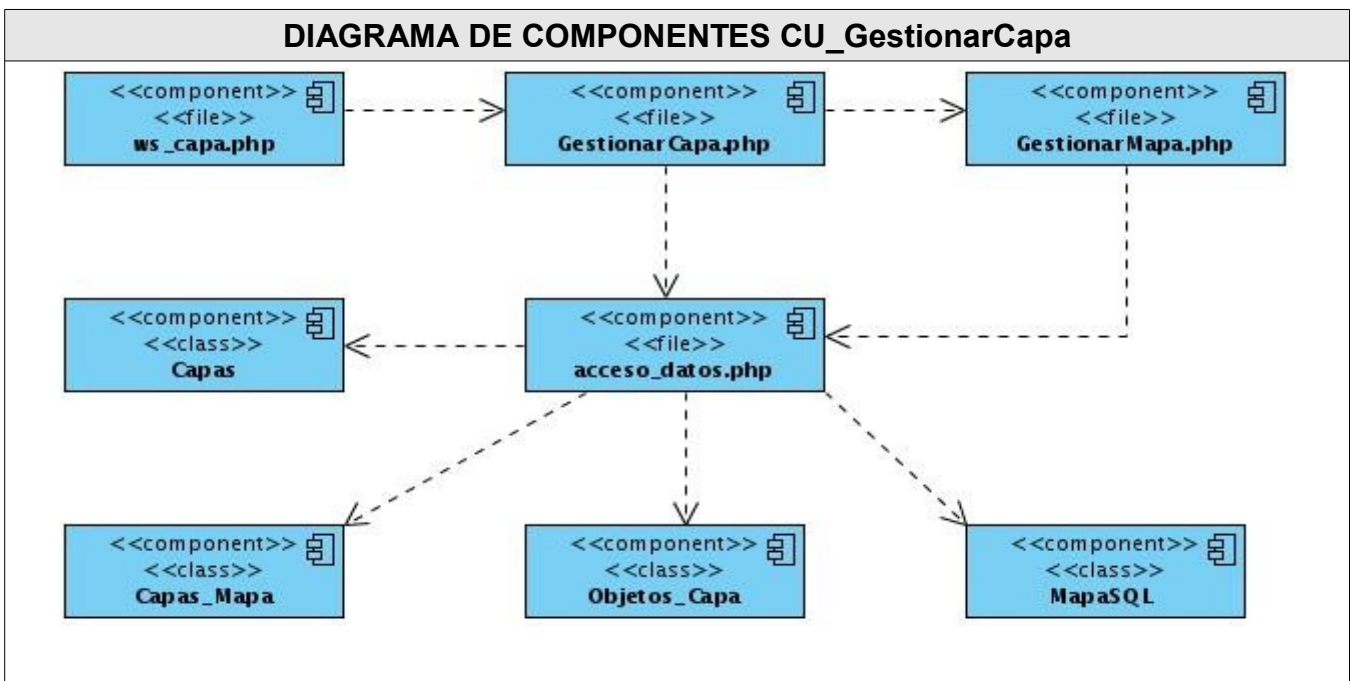 DIAGRAMA DE COMPONENTES CU_GestionarCapa
<<component>>
<<file>>
ws_capa.php
<<component>>
<<file>>
GestionarCapa.php
<<component>>
<<file>>
GestionarMapa.php
<<component>>
<<class>>
Capas
<<component>>
<<file>>
acceso_datos.php
<<component>>
<<class>>
Capas_Mapa
<<component>>
<<class>>
Objetos_Capa
<<component>>
<<class>>
MapaSQL